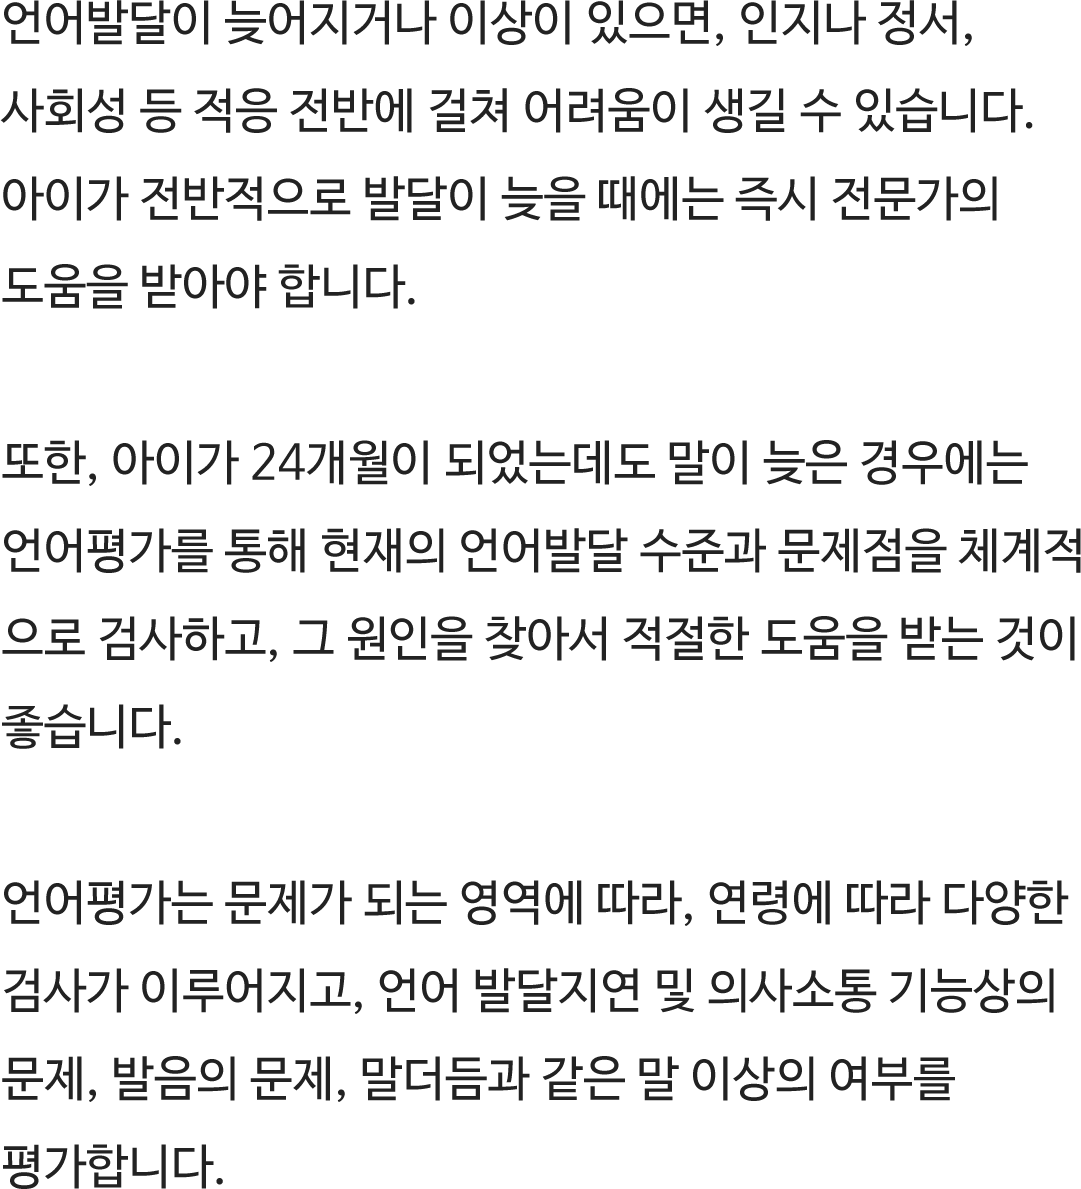 언어발달이 늦어지거나 이상이 있으면, 인지나 정서,
사회성 등 적응 전반에 걸쳐 어려움이 생길 수 있습니다.
아이가 전반적으로 발달이 늦을 때에는 즉시 전문가의
도움을 받아야 합니다.
또한, 아이가 24개월이 되었는데도 말이 늦은 경우에는
언어평가를 통해 현재의 언어발달 수준과 문제점을 체계적
으로 검사하고, 그 원인을 찾아서 적절한 도움을 받는 것이
좋습니다.
언어평가는 문제가 되는 영역에 따라, 연령에 따라 다양한
검사가 이루어지고, 언어 발달지연 및 의사소통 기능상의
문제, 발음의 문제, 말더듬과 같은 말 이상의 여부를
평가합니다.